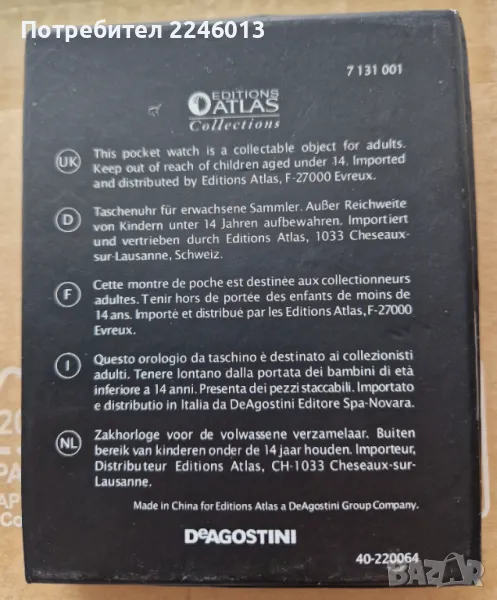 Потребител 2246013
7 131 001
EDITIONS
ATLAS
Collections
UK
This pocket watch is a collectable object for adults.
Keep out of reach of children aged under 14. Imported
and distributed by Editions Atlas, F-27000 Evreux.
D
Taschenuhr für erwachsene Sammler. Außer Reichweite
von Kindern unter 14 Jahren aufbewahren. Importiert
und vertrieben durch Editions Atlas, 1033 Cheseaux-
sur-Lausanne, Schweiz.
F
Cette montre de poche est destinée aux collectionneurs
adultes. Tenir hors de portée des enfants de moins de
14 ans. Importé et distribué par les Editions Atlas, F-27000
Evreux.
I
Questo orologio da taschino è destinato ai collezionisti
adulti. Tenere lontano dalla portata dei bambini di età
inferiore a 14 anni. Presenta dei pezzi staccabili. Importato
e distributio in Italia da DeAgostini Editore Spa-Novara.
NL
Zakhorloge voor de volwassene verzamelaar. Buiten
bereik van kinderen onder de 14 jaar houden. Importeur,
Distributeur Editions Atlas, CH-1033 Cheseaux-sur-
Lausanne.
Made in China for Editions Atlas a DeAgostini Group Company.
DeAGOSTINI
40-220064
bazar